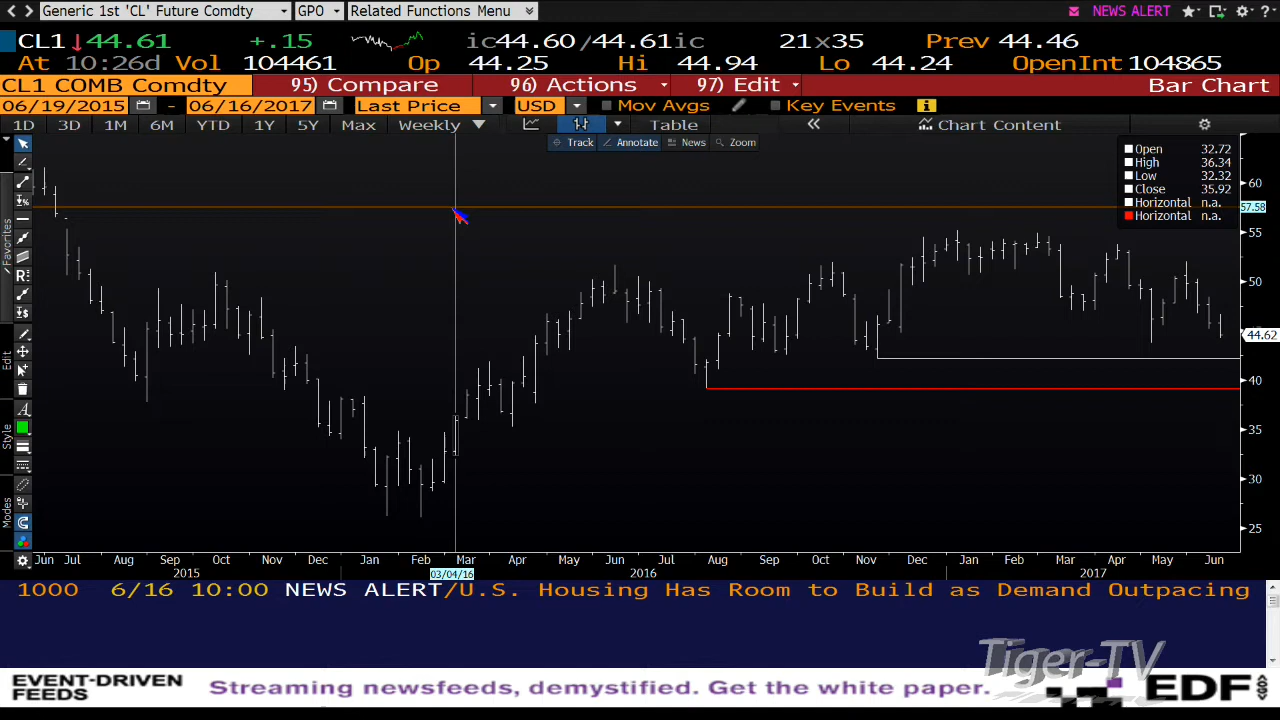 Generic 1st 'CL' Future Comdty GPO Related Functions Menu NEWS ALERT ?
CL1 ↓44.61 +.15 ic44.60/44.61ic 21x35 Prev 44.46
At 10:26d Vol 104461 Op 44.25 Hi 44.94 Lo 44.24 OpenInt 104865
CL1 COMB Comdty 95) Compare 96) Actions 97) Edit Bar Chart
06/19/2015 - 06/16/2017 Last Price USD Mov Avgs Key Events
1D 3D 1M 6M YTD 1Y 5Y Max Weekly Table « Chart Content
Track Annotate News Zoom
Open 32.72
High 36.34
Low 32.32
Close 35.92
Horizontal n.a.
Horizontal n.a.
60
57.58
55
50
44.62
40
35
30
25
Favorites
Edit
Style
Modes
Jun Jul Aug Sep Oct Nov Dec Jan Feb Mar Apr May Jun Jul Aug Sep Oct Nov Dec Jan Feb Mar Apr May Jun
2015 03/04/16 2016 2017
1000 6/16 10:00 NEWS ALERT/U.S. Housing Has Room to Build as Demand Outpacing
Tiger-TV
EVENT-DRIVEN
FEEDS
Streaming newsfeeds, demystified. Get the white paper.
EDF